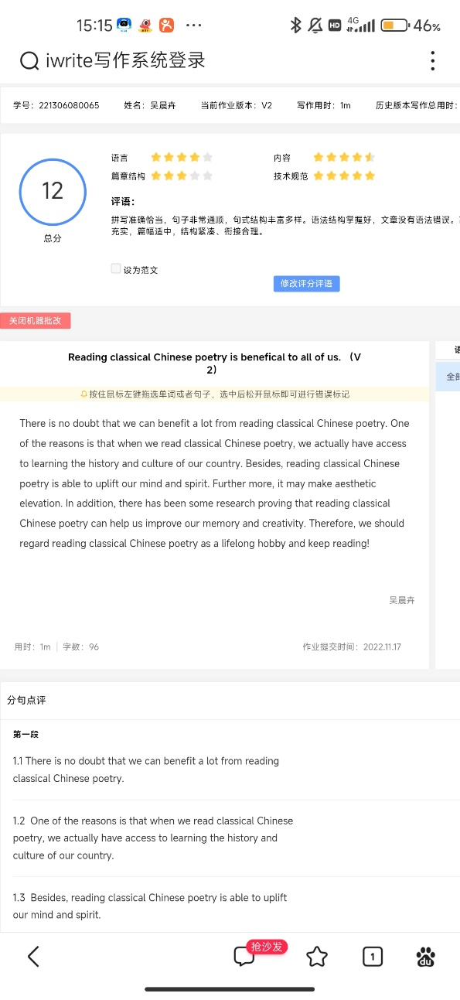 15:15 ··· HD 4G 46%
iwrite写作系统登录
学号：221306080065 姓名：吴晨卉 当前作业版本：V2 写作用时：1m 历史版本写作总用时：
语言 内容
篇章结构 技术规范
12
总分
评语：
拼写准确恰当，句子非常通顺，句式结构丰富多样。语法结构掌握好，文章没有语法错误。
充实，篇幅适中，结构紧凑、衔接合理。
设为范文
修改评分评语
关闭机器批改
Reading classical Chinese poetry is benefical to all of us. （V
2）
按住鼠标左键拖选单词或者句子，选中后松开鼠标即可进行错误标记
There is no doubt that we can benefit a lot from reading classical Chinese poetry. One
of the reasons is that when we read classical Chinese poetry, we actually have access
to learning the history and culture of our country. Besides, reading classical Chinese
poetry is able to uplift our mind and spirit. Further more, it may make aesthetic
elevation. In addition, there has been some research proving that reading classical
Chinese poetry can help us improve our memory and creativity. Therefore, we should
regard reading classical Chinese poetry as a lifelong hobby and keep reading!
吴晨卉
用时：1m 字数：96 作业提交时间：2022.11.17
分句点评
第一段
1.1 There is no doubt that we can benefit a lot from reading
classical Chinese poetry.
1.2 One of the reasons is that when we read classical Chinese
poetry, we actually have access to learning the history and
culture of our country.
1.3 Besides, reading classical Chinese poetry is able to uplift
our mind and spirit.
抢沙发
1
du